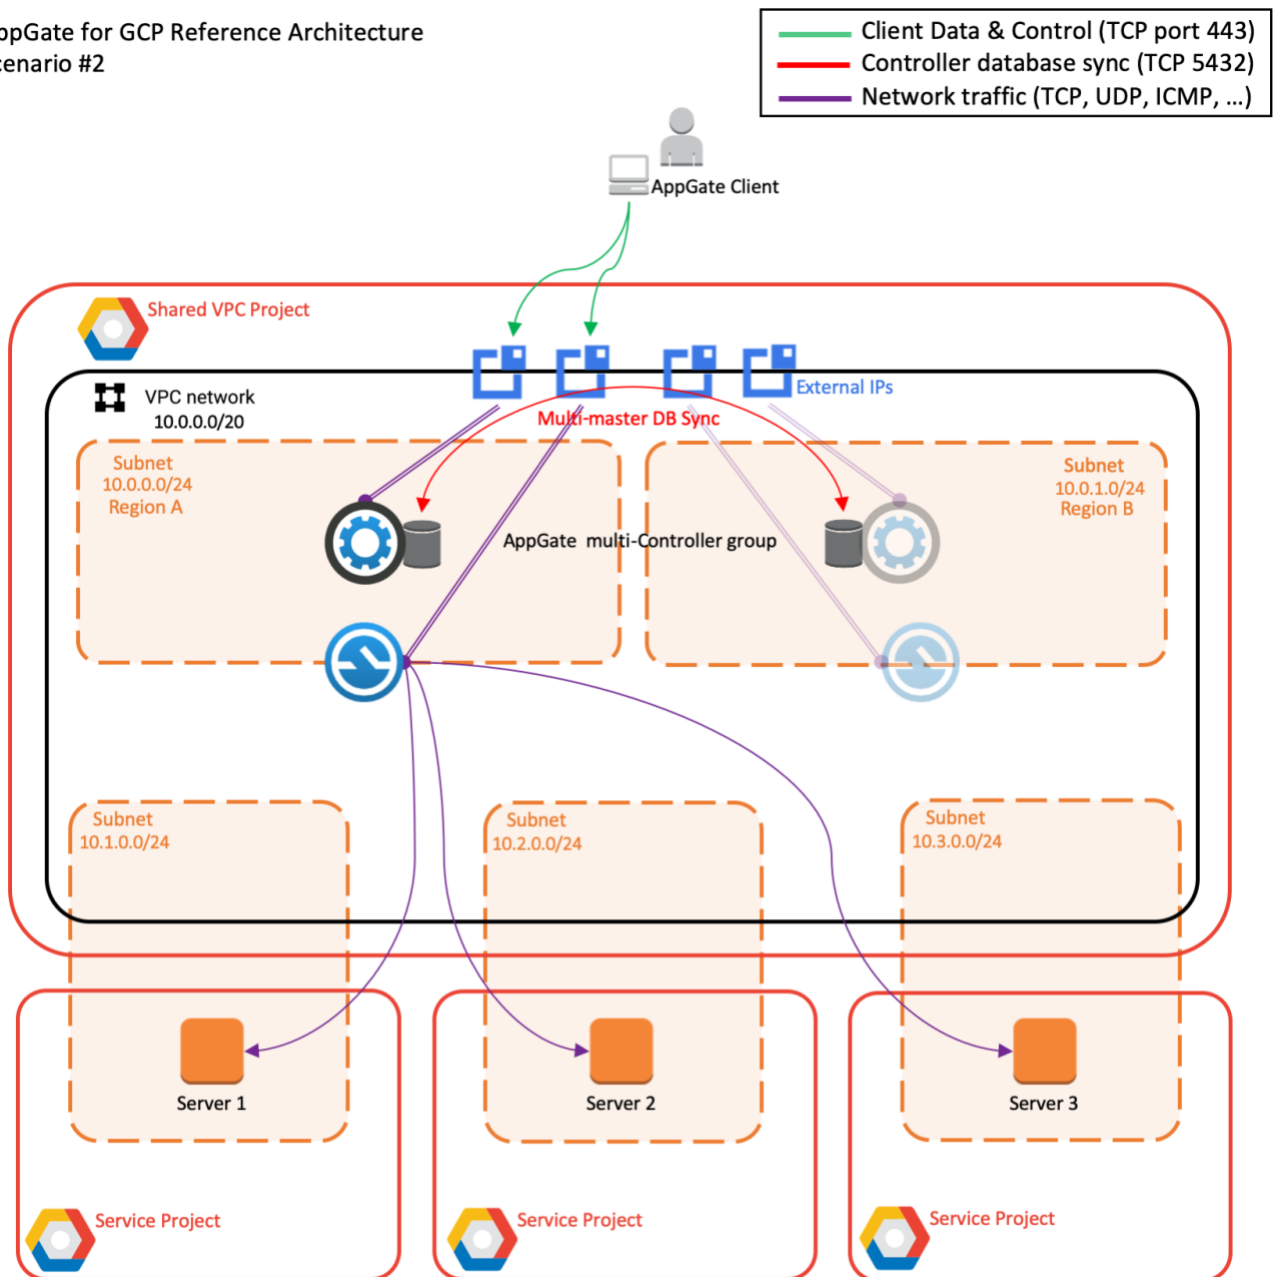 ppGate for GCP Reference Architecture
cenario #2
Client Data & Control (TCP port 443)
Controller database sync (TCP 5432)
Network traffic (TCP, UDP, ICMP, ...)
AppGate Client
Shared VPC Project
VPC network
10.0.0.0/20
External IPs
Multi-master DB Sync
Subnet
10.0.0.0/24
Region A
Subnet
10.0.1.0/24
Region B
AppGate multi-Controller group
Subnet
10.1.0.0/24
Subnet
10.2.0.0/24
Subnet
10.3.0.0/24
Server 1
Server 2
Server 3
Service Project
Service Project
Service Project